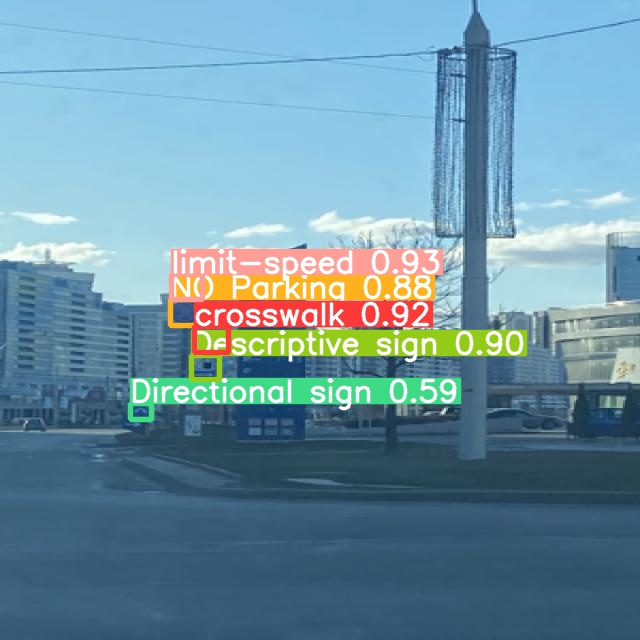 limit-speed 0.93
NO Parking 0.88
crosswalk 0.92
Descriptive sign 0.90
Directional sign 0.59